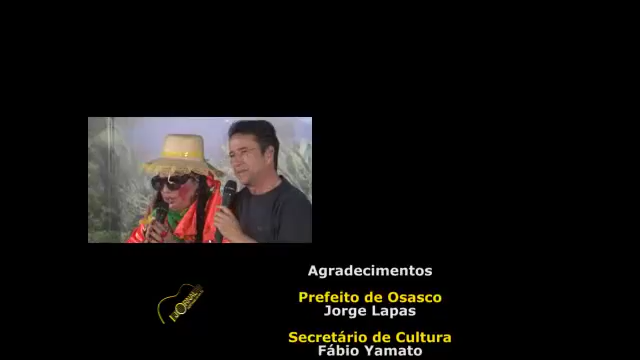 Agradecimentos
Prefeito de Osasco
Jorge Lapas
Secretário de Cultura
Fábio Yamato